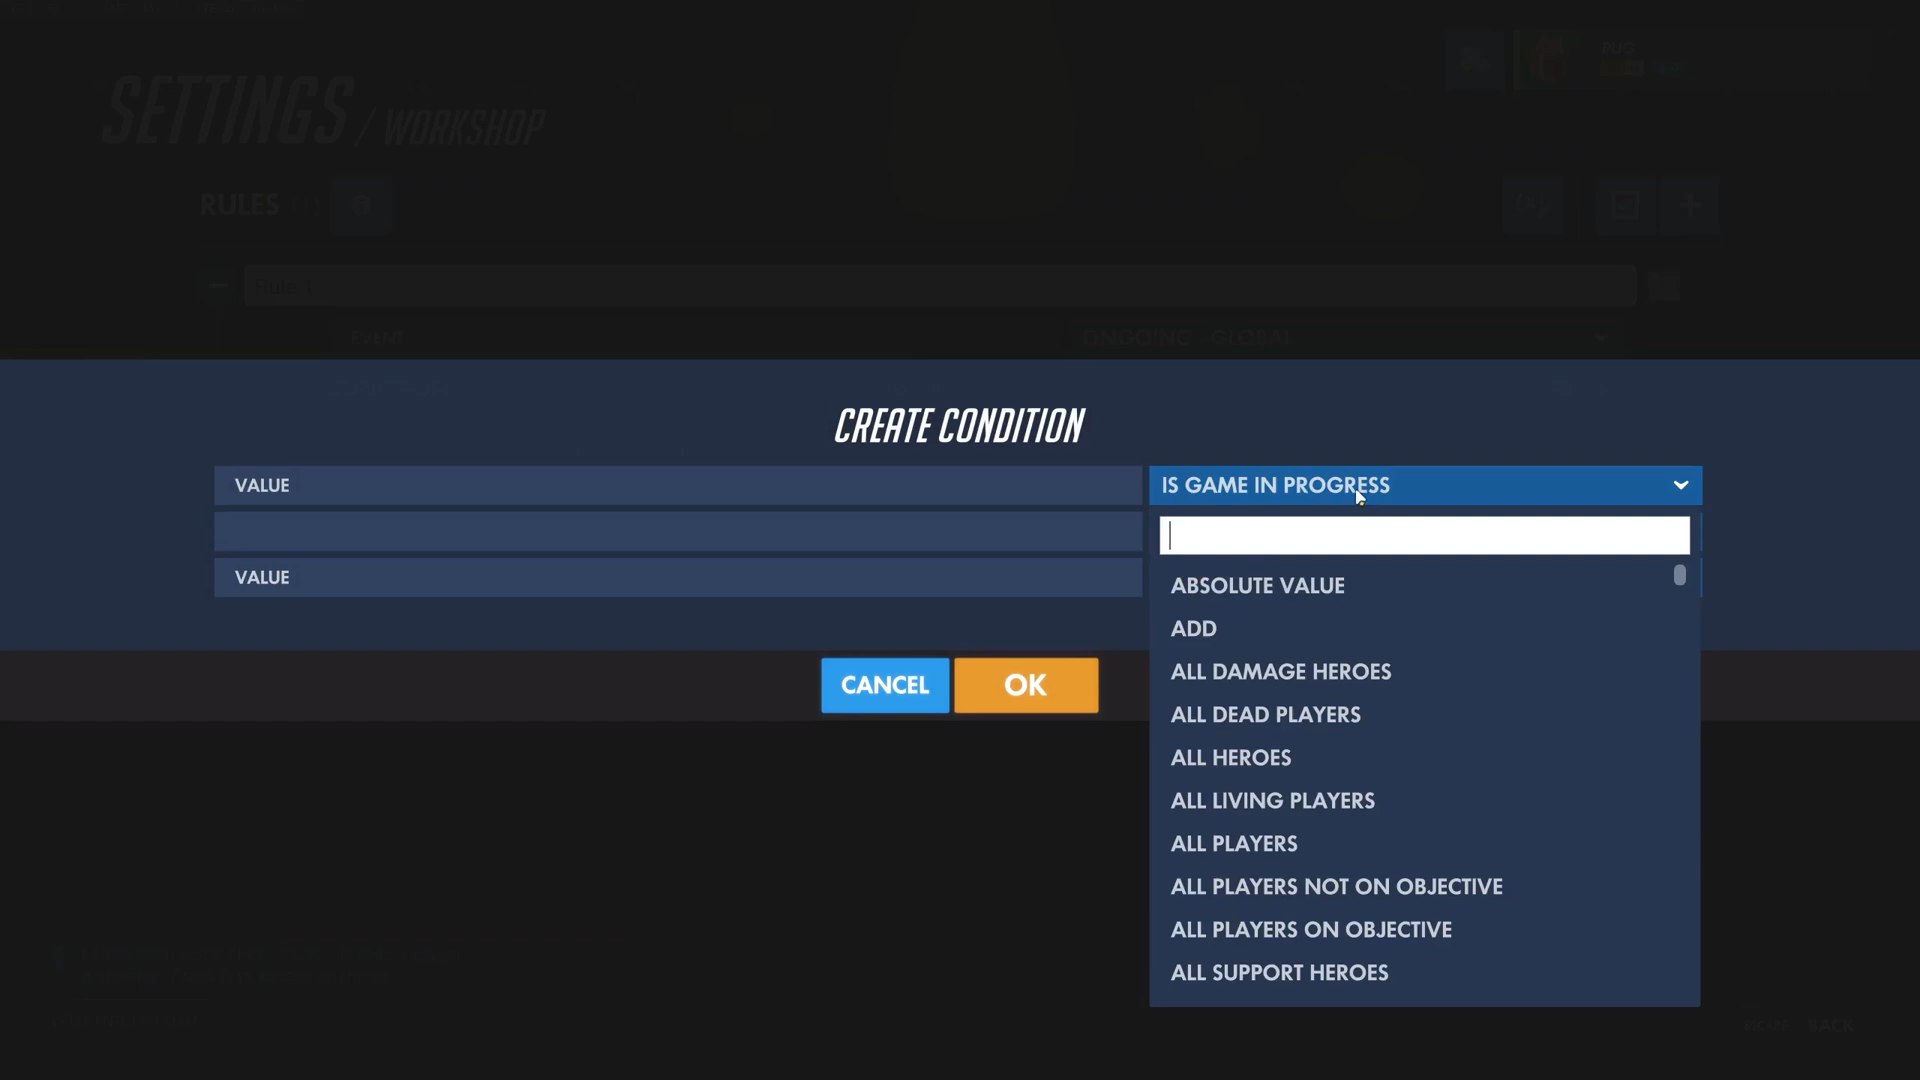 SETTINGS / WORKSHOP
RULES
Rule 1
EVENT
ONGOING - GLOBAL
CREATE CONDITION
VALUE
IS GAME IN PROGRESS
VALUE
ABSOLUTE VALUE
ADD
ALL DAMAGE HEROES
ALL DEAD PLAYERS
ALL HEROES
ALL LIVING PLAYERS
ALL PLAYERS
ALL PLAYERS NOT ON OBJECTIVE
ALL PLAYERS ON OBJECTIVE
ALL SUPPORT HEROES
CANCEL
OK
BACK